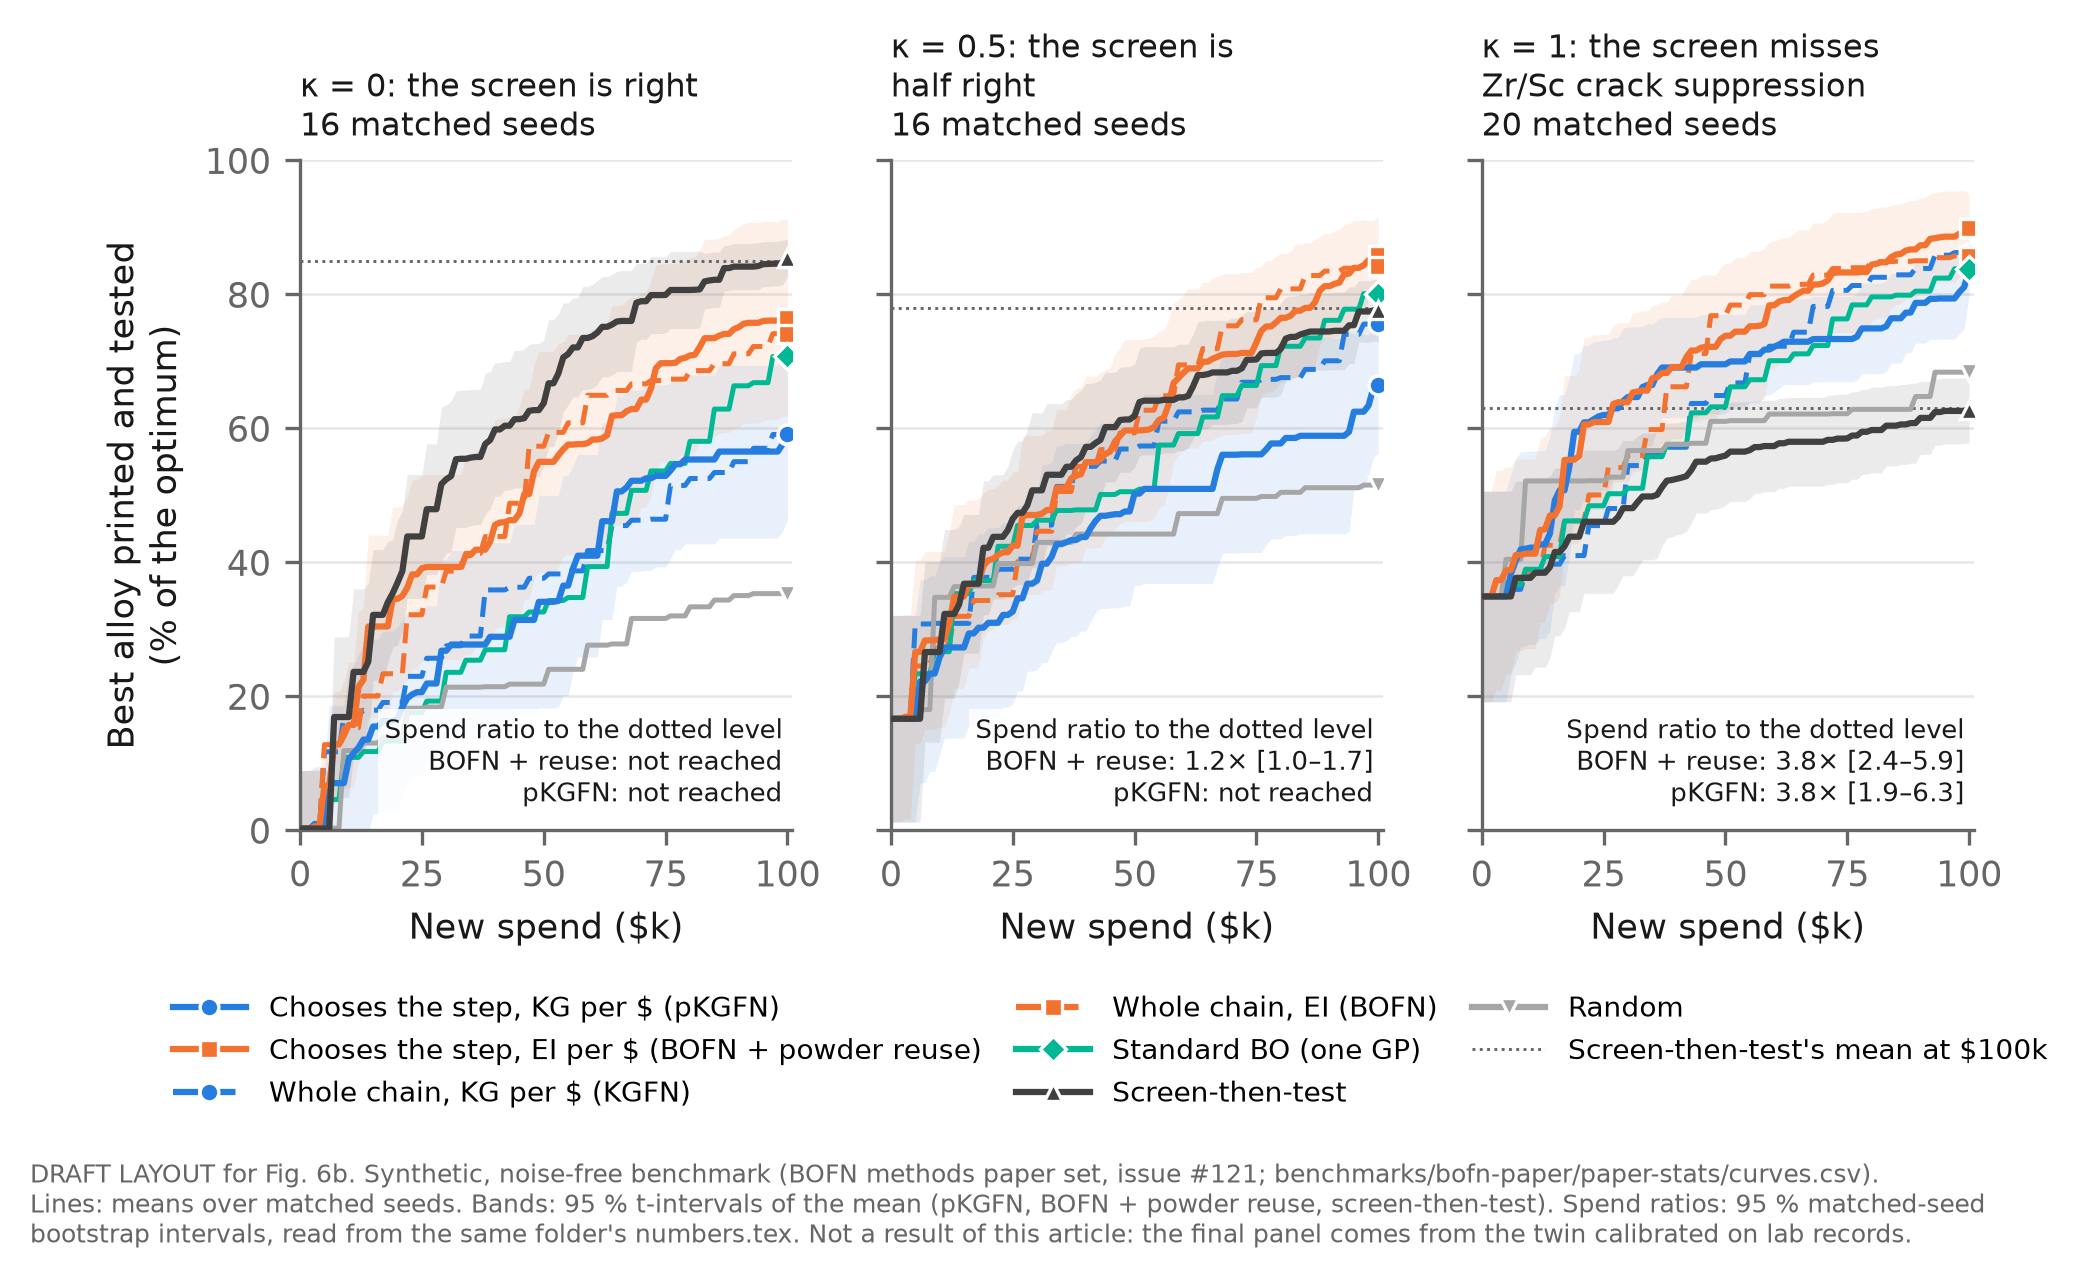 κ = 0: the screen is right
16 matched seeds
κ = 0.5: the screen is
half right
16 matched seeds
κ = 1: the screen misses
Zr/Sc crack suppression
20 matched seeds
Best alloy printed and tested
(% of the optimum)
100
80
60
40
20
0
Spend ratio to the dotted level
BOFN + reuse: not reached
pKGFN: not reached
Spend ratio to the dotted level
BOFN + reuse: 1.2× [1.0–1.7]
pKGFN: not reached
Spend ratio to the dotted level
BOFN + reuse: 3.8× [2.4–5.9]
pKGFN: 3.8× [1.9–6.3]
0 25 50 75 100
0 25 50 75 100
0 25 50 75 100
New spend ($k)
New spend ($k)
New spend ($k)
Chooses the step, KG per $ (pKGFN)
Chooses the step, EI per $ (BOFN + powder reuse)
Whole chain, KG per $ (KGFN)
Whole chain, EI (BOFN)
Standard BO (one GP)
Screen-then-test
Random
Screen-then-test's mean at $100k
DRAFT LAYOUT for Fig. 6b. Synthetic, noise-free benchmark (BOFN methods paper set, issue #121; benchmarks/bofn-paper/paper-stats/curves.csv).
Lines: means over matched seeds. Bands: 95 % t-intervals of the mean (pKGFN, BOFN + powder reuse, screen-then-test). Spend ratios: 95 % matched-seed
bootstrap intervals, read from the same folder's numbers.tex. Not a result of this article: the final panel comes from the twin calibrated on lab records.